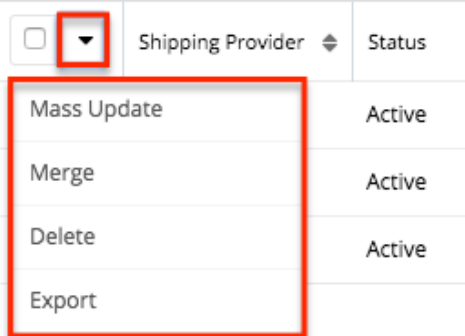 Shipping Provider Status
Mass Update Active
Merge Active
Delete Active
Export